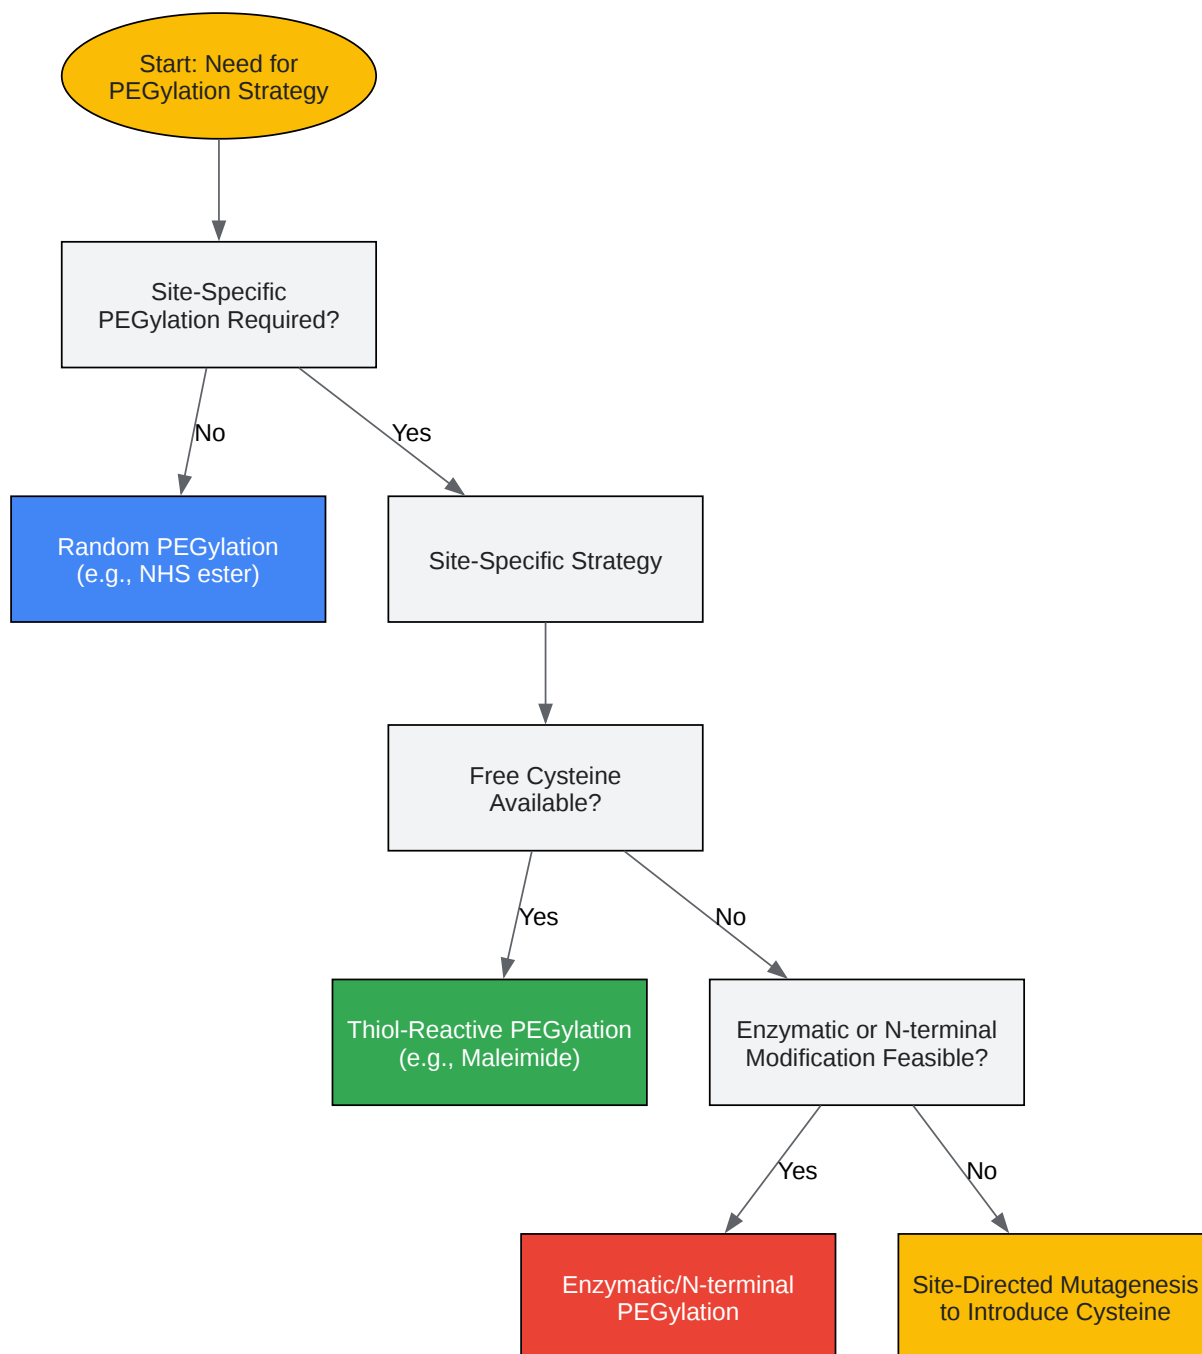 Start: Need for
PEGylation Strategy
Site-Specific
PEGylation Required?
No
Yes
Random PEGylation
(e.g., NHS ester)
Site-Specific Strategy
Free Cysteine
Available?
Yes
No
Thiol-Reactive PEGylation
(e.g., Maleimide)
Enzymatic or N-terminal
Modification Feasible?
Yes
No
Enzymatic/N-terminal
PEGylation
Site-Directed Mutagenesis
to Introduce Cysteine